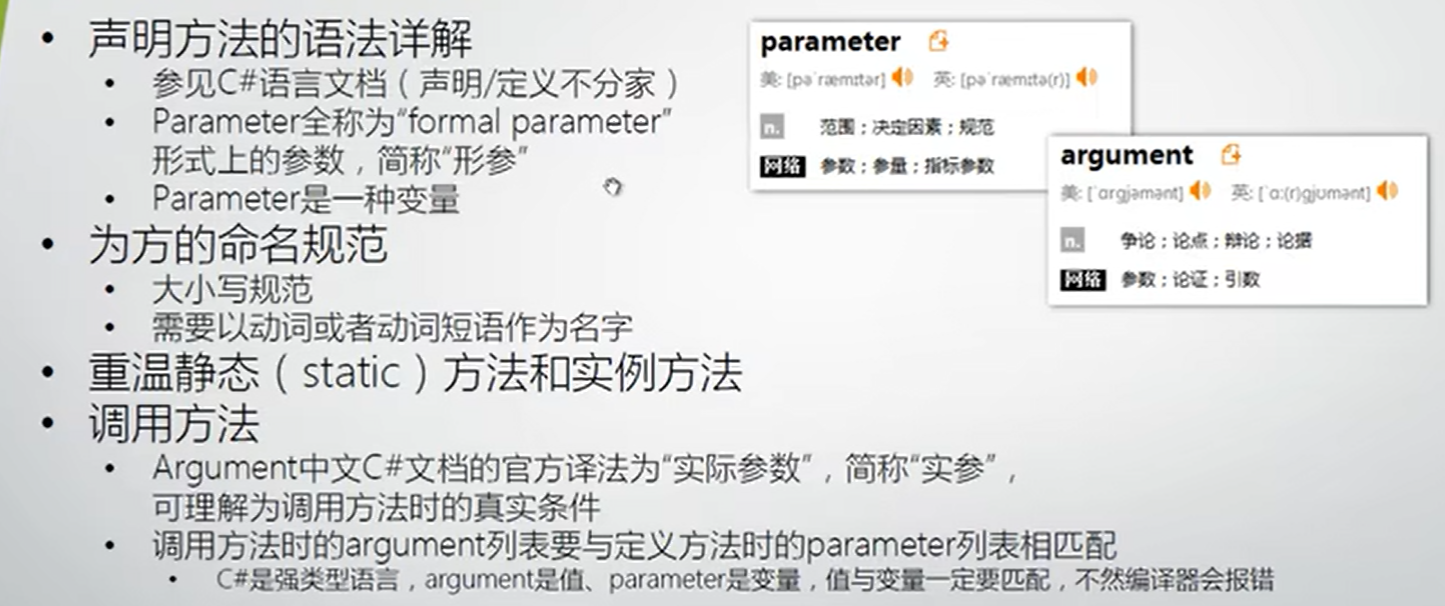 声明方法的语法详解
参见C#语言文档（声明/定义不分家）
Parameter全称为“formal parameter”
形式上的参数，简称“形参”
Parameter是一种变量
为方的命名规范
大小写规范
需要以动词或者动词短语作为名字
重温静态（static）方法和实例方法
调用方法
Argument中文C#文档的官方译法为“实际参数”，简称“实参”，
可理解为调用方法时的真实条件
调用方法时的argument列表要与定义方法时的parameter列表相匹配
C#是强类型语言，argument是值、parameter是变量，值与变量一定要匹配，不然编译器会报错
parameter
美: [pəˈræmɪtər] 英: [pəˈræmɪtə(r)]
n. 范围；决定因素；规范
网络 参数；参量；指标参数
argument
美: [ˈɑrɡjəmənt] 英: [ˈɑː(r)ɡjʊmənt]
n. 争论；论点；辩论；论据
网络 参数；论证；引数